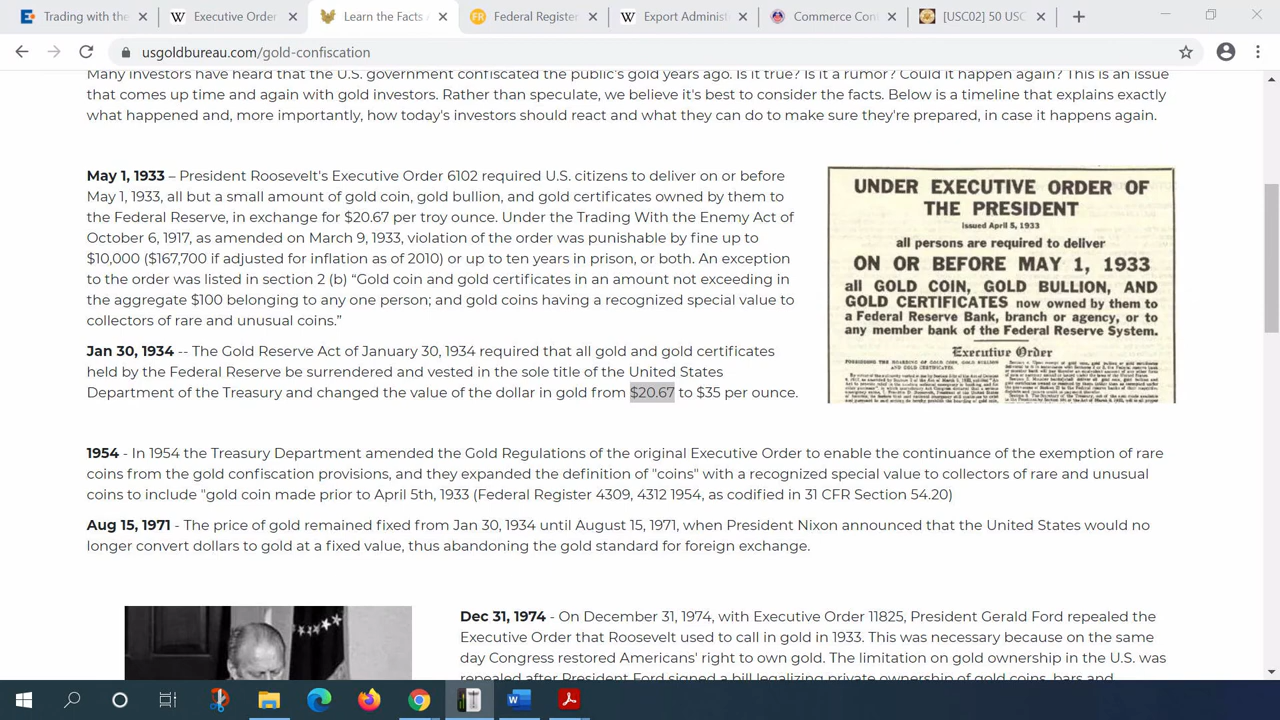 Trading with the
Executive Order
Learn the Facts
Federal Register
Export Administ
Commerce Con
[USC02] 50 USC
usgoldbureau.com/gold-confiscation
Many investors have heard that the U.S. government confiscated the public's gold years ago. Is it true? Is it a rumor? Could it happen again? This is an issue
that comes up time and again with gold investors. Rather than speculate, we believe it's best to consider the facts. Below is a timeline that explains exactly
what happened and, more importantly, how today's investors should react and what they can do to make sure they're prepared, in case it happens again.
May 1, 1933 – President Roosevelt's Executive Order 6102 required U.S. citizens to deliver on or before
May 1, 1933, all but a small amount of gold coin, gold bullion, and gold certificates owned by them to
the Federal Reserve, in exchange for $20.67 per troy ounce. Under the Trading With the Enemy Act of
October 6, 1917, as amended on March 9, 1933, violation of the order was punishable by fine up to
$10,000 ($167,700 if adjusted for inflation as of 2010) or up to ten years in prison, or both. An exception
to the order was listed in section 2 (b) “Gold coin and gold certificates in an amount not exceeding in
the aggregate $100 belonging to any one person; and gold coins having a recognized special value to
collectors of rare and unusual coins.”
Jan 30, 1934 -- The Gold Reserve Act of January 30, 1934 required that all gold and gold certificates
held by the Federal Reserve be surrendered and vested in the sole title of the United States
Department of the Treasury and changed the value of the dollar in gold from $20.67 to $35 per ounce.
UNDER EXECUTIVE ORDER OF
THE PRESIDENT
Issued April 5, 1933
all persons are required to deliver
ON OR BEFORE MAY 1, 1933
all GOLD COIN, GOLD BULLION, AND
GOLD CERTIFICATES now owned by them to
a Federal Reserve Bank, branch or agency, or to
any member bank of the Federal Reserve System.
Executive Order
1954 - In 1954 the Treasury Department amended the Gold Regulations of the original Executive Order to enable the continuance of the exemption of rare
coins from the gold confiscation provisions, and they expanded the definition of "coins" with a recognized special value to collectors of rare and unusual
coins to include "gold coin made prior to April 5th, 1933 (Federal Register 4309, 4312 1954, as codified in 31 CFR Section 54.20)
Aug 15, 1971 - The price of gold remained fixed from Jan 30, 1934 until August 15, 1971, when President Nixon announced that the United States would no
longer convert dollars to gold at a fixed value, thus abandoning the gold standard for foreign exchange.
Dec 31, 1974 - On December 31, 1974, with Executive Order 11825, President Gerald Ford repealed the
Executive Order that Roosevelt used to call in gold in 1933. This was necessary because on the same
day Congress restored Americans' right to own gold. The limitation on gold ownership in the U.S. was
repealed after President Ford signed a bill legalizing private ownership of gold coins, bars and